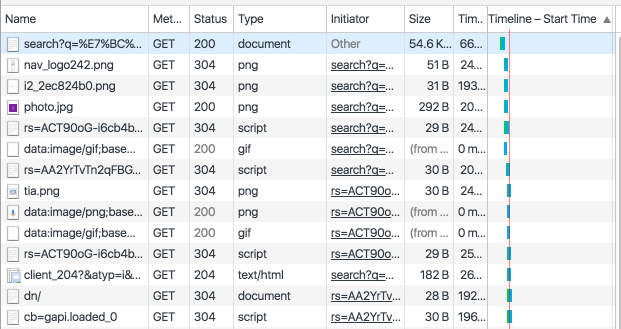 Name Met... Status Type Initiator Size Tim.. Timeline – Start Time ▲
search?q=%E7%BC%... GET 200 document Other 54.6 K... 66...
nav_logo242.png GET 304 png search?q=... 51 B 24...
i2_2ec824b0.png GET 304 png search?q=... 31 B 193...
photo.jpg GET 200 png search?q=... 292 B 20...
rs=ACT90oG-i6cb4b... GET 304 script search?q=... 29 B 24...
data:image/gif;base... GET 200 gif search?q=... (from ... 0 m...
rs=AA2YrTvTn2qFBG... GET 304 script search?q=... 30 B 20...
tia.png GET 304 png rs=ACT90o... 30 B 24...
data:image/png;base... GET 200 png rs=ACT90o... (from ... 0 m...
data:image/gif;base... GET 200 gif rs=ACT90o... (from ... 0 m...
rs=ACT90oG-i6cb4b... GET 304 script rs=ACT90o... 29 B 25...
client_204?&atyp=i&... GET 204 text/html search?q=... 182 B 26...
dn/ GET 304 document rs=AA2YrTv... 28 B 192...
cb=gapi.loaded_0 GET 304 script rs=AA2YrTv... 30 B 196...